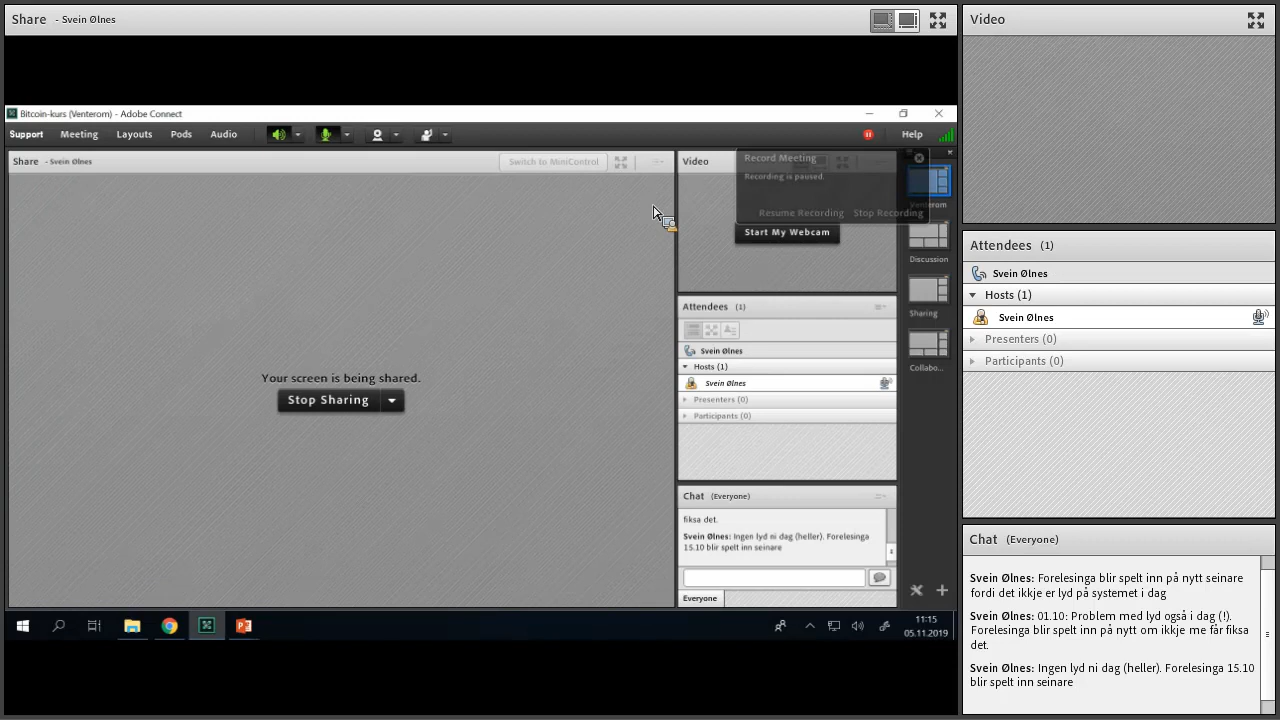 Share - Svein Ølnes
Bitcoin-kurs (Venterom) - Adobe Connect
Support Meeting Layouts Pods Audio Help
Share - Svein Ølnes Switch to MiniControl
Your screen is being shared.
Stop Sharing
Video
Record Meeting
Recording is paused.
Resume Recording Stop Recording
Start My Webcam
Venterom
Discussion
Sharing
Collabo...
Attendees (1)
Svein Ølnes
Hosts (1)
Svein Ølnes
Presenters (0)
Participants (0)
Chat (Everyone)
fiksa det.
Svein Ølnes: Ingen lyd ni dag (heller). Forelesinga
15.10 blir spelt inn seinare
Everyone
11:15
05.11.2019
Video
Attendees (1)
Svein Ølnes
Hosts (1)
Svein Ølnes
Presenters (0)
Participants (0)
Chat (Everyone)
Svein Ølnes: Forelesinga blir spelt inn på nytt seinare
fordi det ikkje er lyd på systemet i dag
Svein Ølnes: 01.10: Problem med lyd også i dag (!).
Forelesinga blir spelt inn på nytt om ikkje me får fiksa
det.
Svein Ølnes: Ingen lyd ni dag (heller). Forelesinga 15.10
blir spelt inn seinare